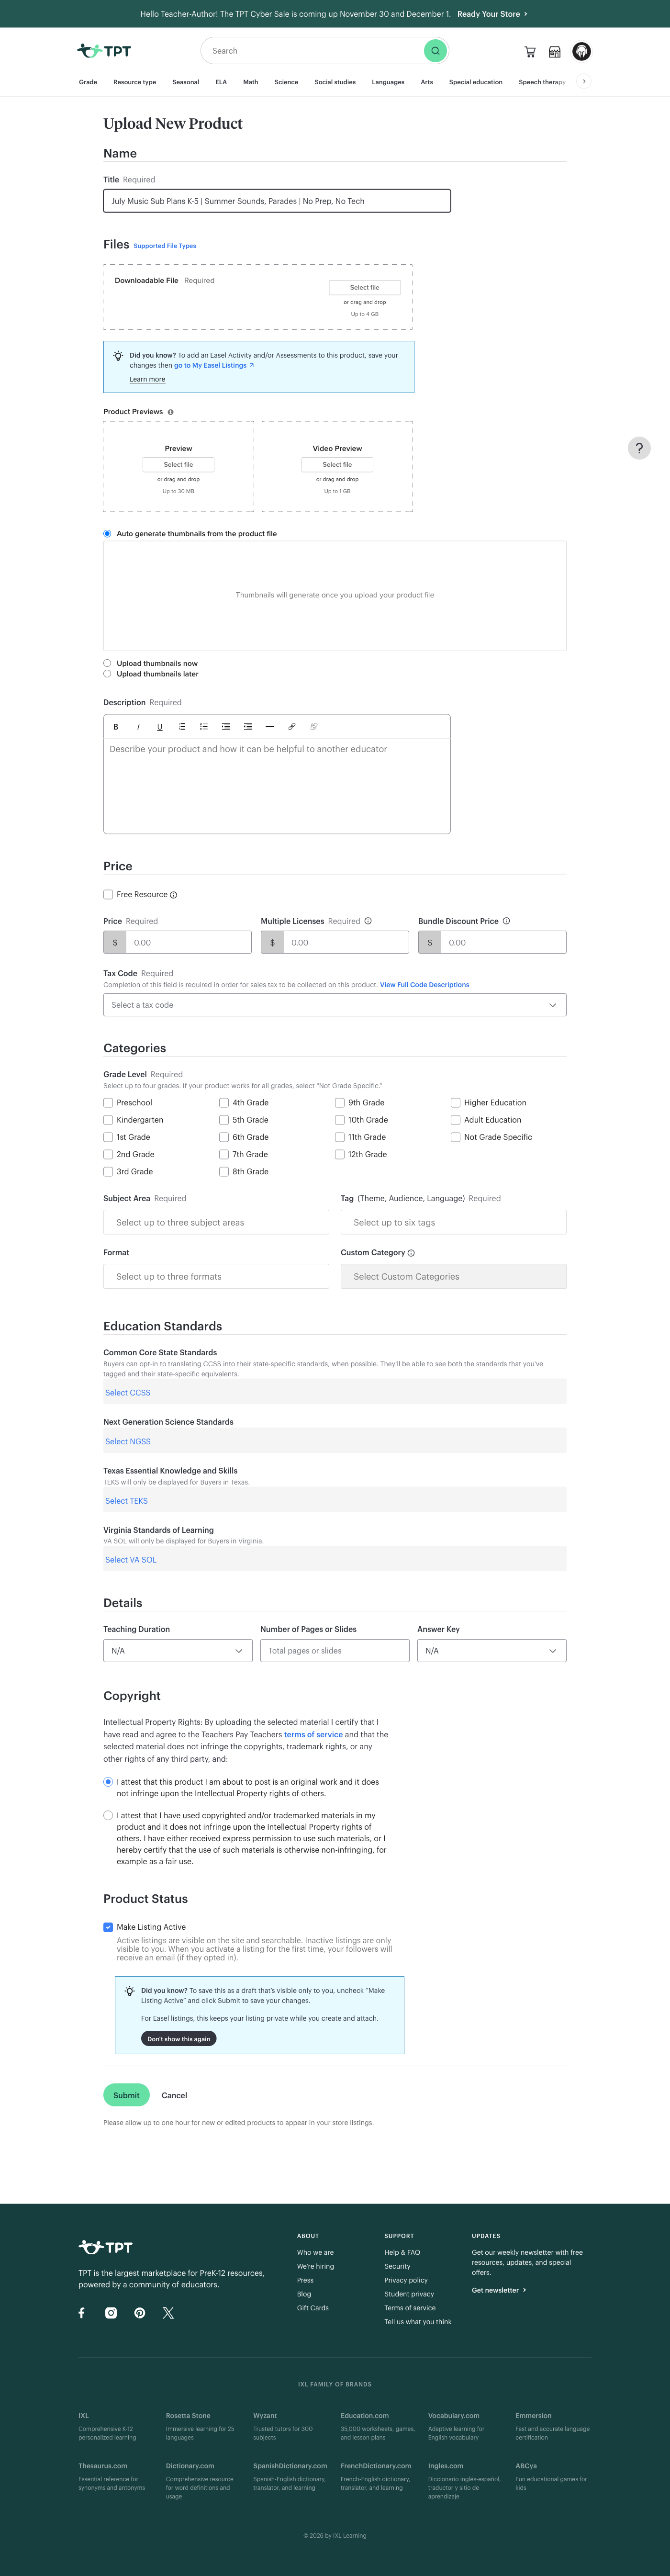 Hello Teacher-Author! The TPT Cyber Sale is coming up November 30 and December 1. Ready Your Store
TPT
Search
Grade Resource type Seasonal ELA Math Science Social studies Languages Arts Special education Speech therapy
Upload New Product
Name
Title Required
July Music Sub Plans K-5 | Summer Sounds, Parades | No Prep, No Tech
Files Supported File Types
Downloadable File Required
Select file
or drag and drop
Up to 4 GB
Did you know? To add an Easel Activity and/or Assessments to this product, save your
changes then go to My Easel Listings
Learn more
Product Previews
Preview Video Preview
Select file Select file
or drag and drop or drag and drop
Up to 30 MB Up to 1 GB
?
Auto generate thumbnails from the product file
Thumbnails will generate once you upload your product file
Upload thumbnails now
Upload thumbnails later
Description Required
B I U
Describe your product and how it can be helpful to another educator
Price
Free Resource
Price Required Multiple Licenses Required Bundle Discount Price
$ 0.00 $ 0.00 $ 0.00
Tax Code Required
Completion of this field is required in order for sales tax to be collected on this product. View Full Code Descriptions
Select a tax code
Categories
Grade Level Required
Select up to four grades. If your product works for all grades, select "Not Grade Specific."
Preschool 4th Grade 9th Grade Higher Education
Kindergarten 5th Grade 10th Grade Adult Education
1st Grade 6th Grade 11th Grade Not Grade Specific
2nd Grade 7th Grade 12th Grade
3rd Grade 8th Grade
Subject Area Required Tag (Theme, Audience, Language) Required
Select up to three subject areas Select up to six tags
Format Custom Category
Select up to three formats Select Custom Categories
Education Standards
Common Core State Standards
Buyers can opt-in to translating CCSS into their state-specific standards, when possible. They'll be able to see both the standards that you've
tagged and their state-specific equivalents.
Select CCSS
Next Generation Science Standards
Select NGSS
Texas Essential Knowledge and Skills
TEKS will only be displayed for Buyers in Texas.
Select TEKS
Virginia Standards of Learning
VA SOL will only be displayed for Buyers in Virginia.
Select VA SOL
Details
Teaching Duration Number of Pages or Slides Answer Key
N/A Total pages or slides N/A
Copyright
Intellectual Property Rights: By uploading the selected material I certify that I
have read and agree to the Teachers Pay Teachers terms of service and that the
selected material does not infringe the copyrights, trademark rights, or any
other rights of any third party, and:
I attest that this product I am about to post is an original work and it does
not infringe upon the Intellectual Property rights of others.
I attest that I have used copyrighted and/or trademarked materials in my
product and it does not infringe upon the Intellectual Property rights of
others. I have either received express permission to use such materials, or I
hereby certify that the use of such materials is otherwise non-infringing, for
example as a fair use.
Product Status
Make Listing Active
Active listings are visible on the site and searchable. Inactive listings are only
visible to you. When you activate a listing for the first time, your followers will
receive an email (if they opted in).
Did you know? To save this as a draft that's visible only to you, uncheck "Make
Listing Active" and click Submit to save your changes.
For Easel listings, this keeps your listing private while you create and attach.
Don't show this again
Submit Cancel
Please allow up to one hour for new or edited products to appear in your store listings.
TPT
TPT is the largest marketplace for PreK-12 resources,
powered by a community of educators.
ABOUT
Who we are
We're hiring
Press
Blog
Gift Cards
SUPPORT
Help & FAQ
Security
Privacy policy
Student privacy
Terms of service
Tell us what you think
UPDATES
Get our weekly newsletter with free
resources, updates, and special
offers.
Get newsletter
IXL FAMILY OF BRANDS
IXL
Comprehensive K-12
personalized learning
Rosetta Stone
Immersive learning for 25
languages
Wyzant
Trusted tutors for 300
subjects
Education.com
35,000 worksheets, games,
and lesson plans
Vocabulary.com
Adaptive learning for
English vocabulary
Emmersion
Fast and accurate language
certification
Thesaurus.com
Essential reference for
synonyms and antonyms
Dictionary.com
Comprehensive resource
for word definitions and
usage
SpanishDictionary.com
Spanish-English dictionary,
translator, and learning
FrenchDictionary.com
French-English dictionary,
translator, and learning
Ingles.com
Diccionario inglés-español,
traductor y sitio de
aprendizaje
ABCya
Fun educational games for
kids
© 2026 by IXL Learning